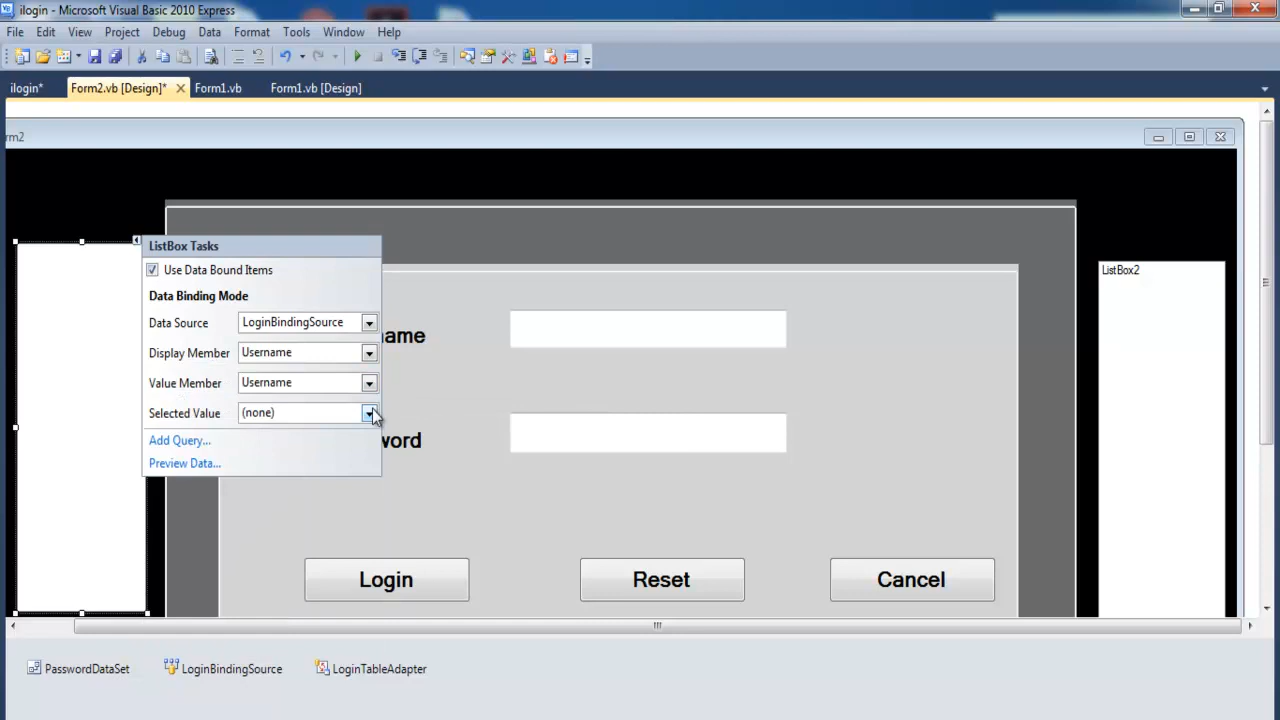 ilogin - Microsoft Visual Basic 2010 Express
File Edit View Project Debug Data Format Tools Window Help
ilogin* Form2.vb [Design]* Form1.vb Form1.vb [Design]
rm2
ListBox Tasks
Use Data Bound Items
Data Binding Mode
Data Source LoginBindingSource
Display Member Username
Value Member Username
Selected Value (none)
Add Query...
Preview Data...
name
word
ListBox2
Login Reset Cancel
PasswordDataSet LoginBindingSource LoginTableAdapter